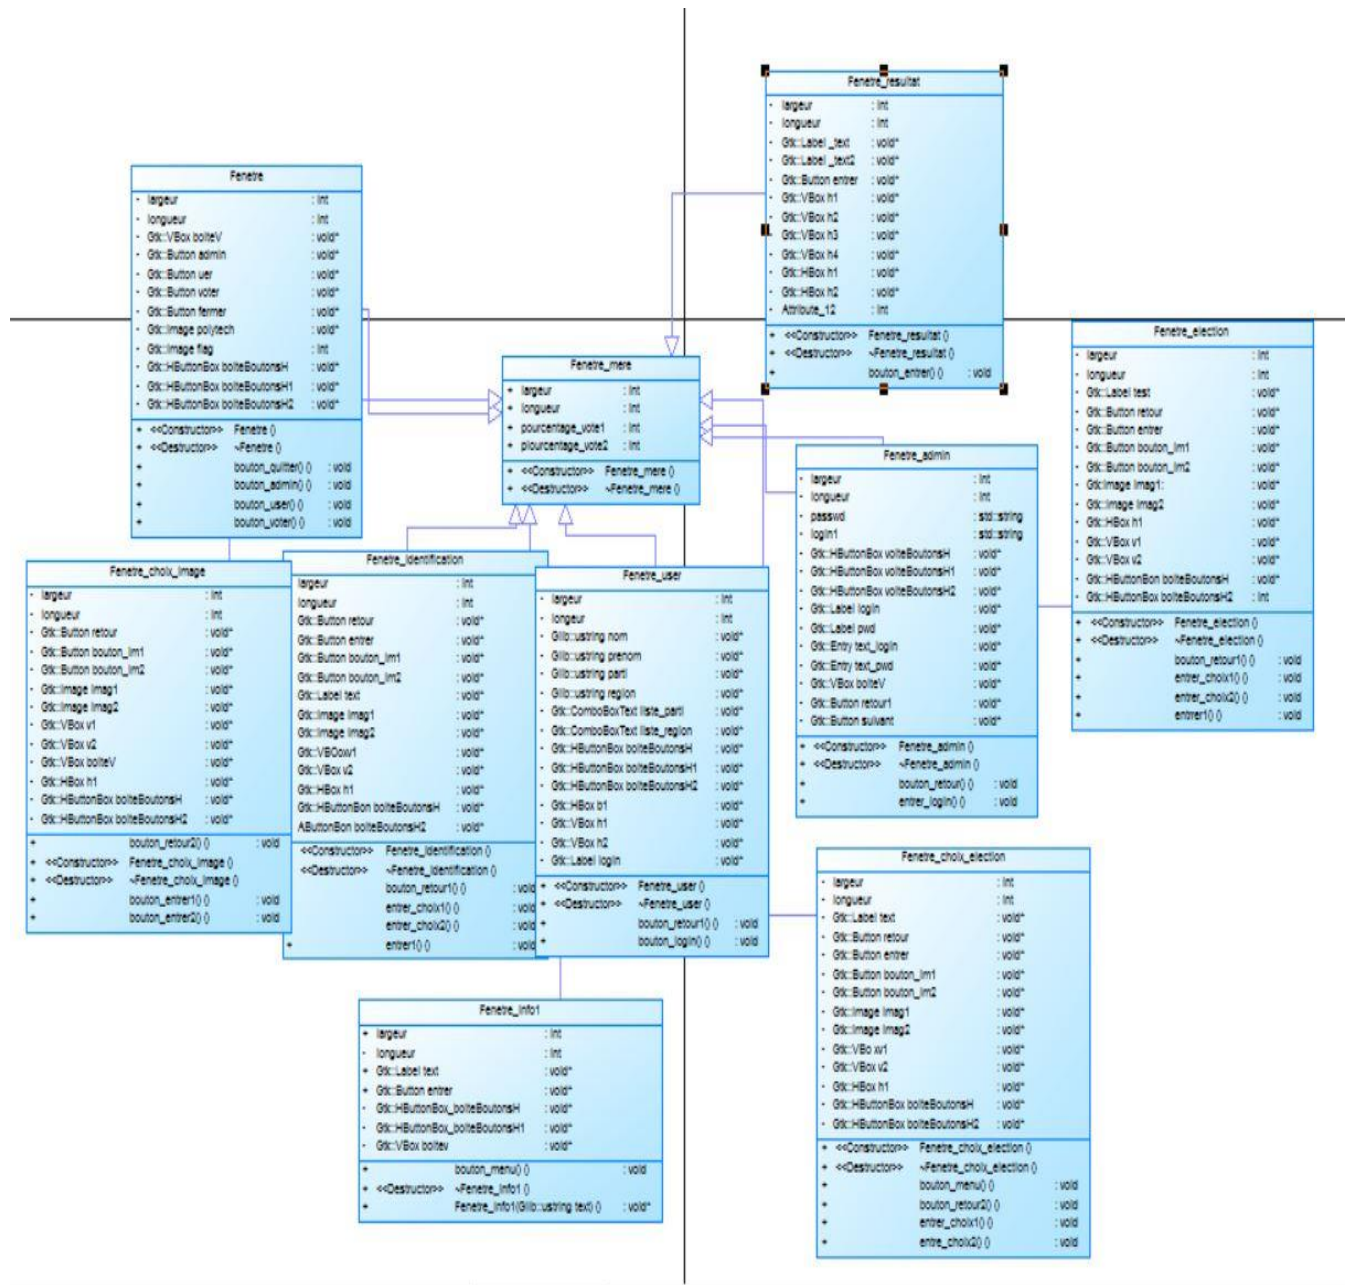 Fenetre_resultat
- largeur : int
- longueur : int
- Gtk::Label _text : void*
- Gtk::Label _text2 : void*
- Gtk::Button entrer : void*
- Gtk::VBox h1 : void*
- Gtk::VBox h2 : void*
- Gtk::VBox h3 : void*
- Gtk::VBox h4 : void*
- Gtk::HBox h1 : void*
- Gtk::HBox h2 : void*
- Attribute_12 : int
+ <<Constructor>> Fenetre_resultat ()
+ <<Destructor>> ~Fenetre_resultat ()
+ bouton_entrer() () : void
Fenetre
- largeur : int
- longueur : int
- Gtk::VBox boiteV : void*
- Gtk::Button admin : void*
- Gtk::Button uer : void*
- Gtk::Button voter : void*
- Gtk::Button fermer : void*
- Gtk::Image polytech : void*
- Gtk::Image flag : int
- Gtk::HButtonBox boiteBoutonsH : void*
- Gtk::HButtonBox boiteBoutonsH1 : void*
- Gtk::HButtonBox boiteBoutonsH2 : void*
+ <<Constructor>> Fenetre ()
+ <<Destructor>> ~Fenetre ()
+ bouton_quitter() () : void
+ bouton_admin() () : void
+ bouton_user() () : void
+ bouton_voter() () : void
Fenetre_mere
+ largeur : int
+ longueur : int
+ pourcentage_vote1 : int
+ plourcentage_vote2 : int
+ <<Constructor>> Fenetre_mere ()
+ <<Destructor>> ~Fenetre_mere ()
Fenetre_election
- largeur : int
- longueur : int
- Gtk::Label test : void*
- Gtk::Button retour : void*
- Gtk::Button entrer : void*
- Gtk::Button bouton_im1 : void*
- Gtk::Button bouton_im2 : void*
- Gtk:Image imag1: : void*
- Gtk::Image imag2 : void*
- Gtk::HBox h1 : void*
- Gtk::VBox v1 : void*
- Gtk::VBox v2 : void*
- Gtk::HButtonBon boiteBoutonsH : void*
- Gtk::HButtonBox boiteBoutonsH2 : int
+ <<Constructor>> Fenetre_election ()
+ <<Destructor>> ~Fenetre_election ()
+ bouton_retour1() () : void
+ entrer_choix1() () : void
+ entrer_choix2() () : void
+ entrer1() () : void
Fenetre_admin
- largeur : int
- longueur : int
- passwd : std::string
- login1 : std::string
- Gtk::HButtonBox voiteBoutonsH : void*
- Gtk::HButtonBox voiteBoutonsH1 : void*
- Gtk::HButtonBox voiteBoutonsH2 : void*
- Gtk::Label login : void*
- Gtk::Label pwd : void*
- Gtk::Entry text_login : void*
- Gtk::Entry text_pwd : void*
- Gtk::VBox boiteV : void*
- Gtk::Button retour1 : void*
- Gtk::Button suivant : void*
+ <<Constructor>> Fenetre_admin ()
+ <<Destructor>> ~Fenetre_admin ()
+ bouton_retour() () : void
+ entrer_login() () : void
Fenetre_choix_image
- largeur : int
- longueur : int
- Gtk::Button retour : void*
- Gtk::Button bouton_im1 : void*
- Gtk::Button bouton_im2 : void*
- Gtk::Image imag1 : void*
- Gtk::Image imag2 : void*
- Gtk::VBox v1 : void*
- Gtk::VBox v2 : void*
- Gtk::VBox boiteV : void*
- Gtk::HBox h1 : void*
- Gtk::HButtonBox boiteBoutonsH : void*
- Gtk::HButtonBox boiteBoutonsH2 : void*
+ bouton_retour2() () : void
+ <<Constructor>> Fenetre_choix_image ()
+ <<Destructor>> ~Fenetre_choix_image ()
+ bouton_entrer1() () : void
+ bouton_entrer2() () : void
Fenetre_identification
largeur : int
longueur : int
Gtk::Button retour : void*
Gtk::Button entrer : void*
Gtk::Button bouton_im1 : void*
Gtk::Button bouton_im2 : void*
Gtk::Label text : void*
Gtk::Image imag1 : void*
Gtk::Image imag2 : void*
Gtk::VBOoxv1 : void*
Gtk::VBox v2 : void*
Gtk::HBox h1 : void*
Gtk::HButtonBon boiteBoutonsH : void*
AButtonBon boiteBoutonsH2 : void*
<<Constructor>> Fenetre_identification ()
<<Destructor>> ~Fenetre_identification ()
bouton_retour1() () : void
entrer_choix1() () : void
entrer_choix2() () : void
+ entrer1() () : void
Fenetre_user
- largeur : int
- longeur : int
- Glib::ustring nom : void*
- Glib::ustring prenom : void*
- Glib::ustring parti : void*
- Glib::ustring region : void*
- Gtk::ComboBoxText liste_parti : void*
- Gtk::ComboBoxText liste_region : void*
- Gtk::HButtonBox boiteBoutonsH : void*
- Gtk::HButtonBox boiteBoutonsH1 : void*
- Gtk::HButtonBox boiteBoutonsH2 : void*
- Gtk::HBox b1 : void*
- Gtk::VBox h1 : void*
- Gtk::VBox h2 : void*
- Gtk::Label login : void*
+ <<Constructor>> Fenetre_user ()
+ <<Destructor>> ~Fenetre_user ()
+ bouton_retour1() () : void
+ bouton_login() () : void
Fenetre_choix_election
- largeur : int
- longueur : int
- Gtk::Label text : void*
- Gtk::Button retour : void*
- Gtk::Button entrer : void*
- Gtk::Button bouton_im1 : void*
- Gtk::Button bouton_im2 : void*
- Gtk::Image imag1 : void*
- Gtk::Image imag2 : void*
- Gtk::VBo xv1 : void*
- Gtk::VBox v2 : void*
- Gtk::HBox h1 : void*
- Gtk::HButtonBox boiteBoutonsH : void*
- Gtk::HButtonBox boiteBoutonsH2 : void*
+ <<Constructor>> Fenetre_choix_election ()
+ <<Destructor>> ~Fenetre_choix_election ()
+ bouton_menu() () : void
+ bouton_retour2() () : void
+ entrer_choix1() () : void
+ entre_choix2() () : void
Fenetre_info1
+ largeur : int
- longueur : int
+ Gtk::Label text : void*
+ Gtk::Button entrer : void*
- Gtk::HButtonBox_boiteBoutonsH : void*
- Gtk::HButtonBox_boiteBoutonsH1 : void*
- Gtk::VBox boitev : void*
+ bouton_menu() () : void
+ <<Destructor>> ~Fenetre_info1 ()
+ Fenetre_info1(Glib::ustring text) () : void*